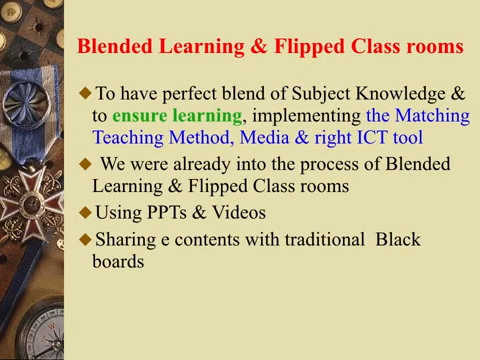 Blended Learning & Flipped Class rooms
To have perfect blend of Subject Knowledge &
to ensure learning, implementing the Matching
Teaching Method, Media & right ICT tool
We were already into the process of Blended
Learning & Flipped Class rooms
Using PPTs & Videos
Sharing e contents with traditional Black
boards